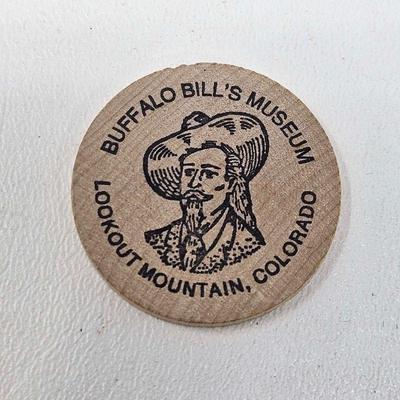 BUFFALO BILL'S MUSEUM
LOOKOUT MOUNTAIN, COLORADO